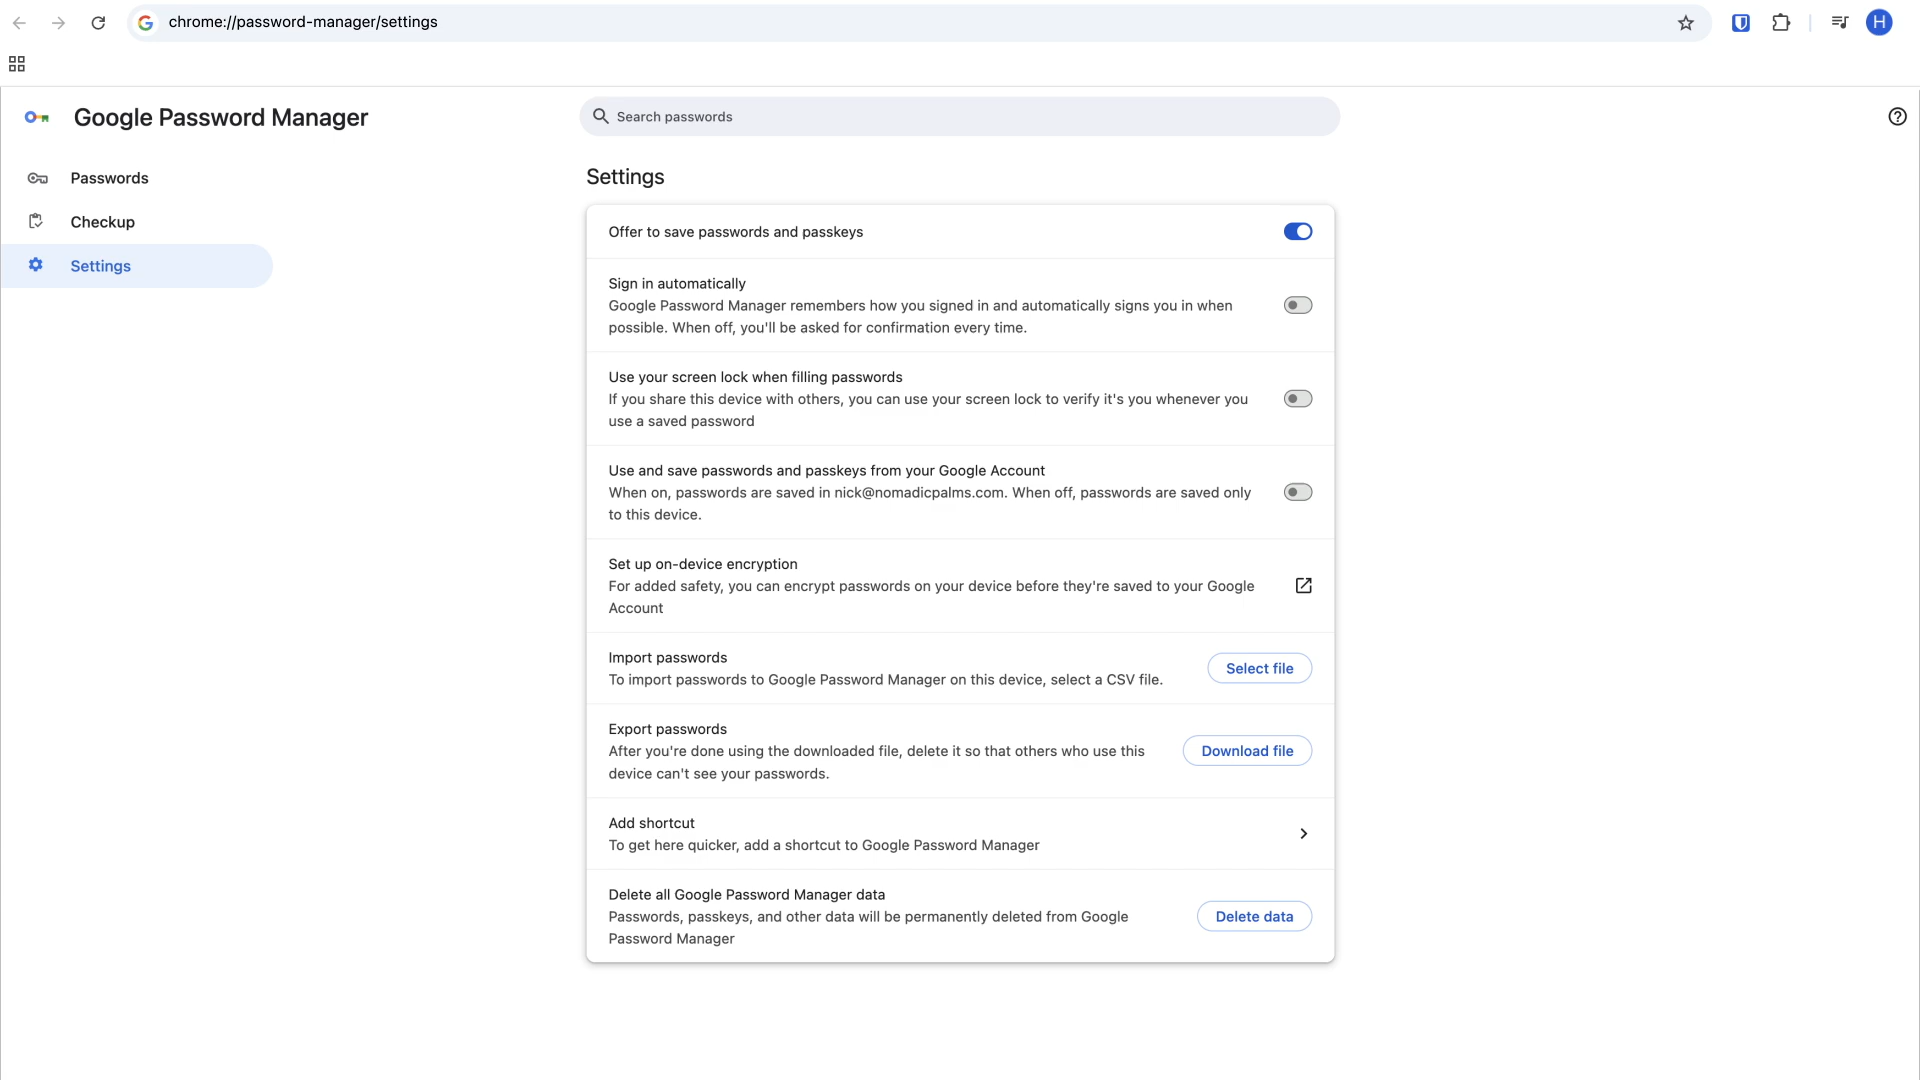 chrome://password-manager/settings
H
Google Password Manager
Search passwords
Passwords
Checkup
Settings
Settings
Offer to save passwords and passkeys
Sign in automatically
Google Password Manager remembers how you signed in and automatically signs you in when
possible. When off, you'll be asked for confirmation every time.
Use your screen lock when filling passwords
If you share this device with others, you can use your screen lock to verify it's you whenever you
use a saved password
Use and save passwords and passkeys from your Google Account
When on, passwords are saved in nick@nomadicpalms.com. When off, passwords are saved only
to this device.
Set up on-device encryption
For added safety, you can encrypt passwords on your device before they're saved to your Google
Account
Import passwords
To import passwords to Google Password Manager on this device, select a CSV file.
Select file
Export passwords
After you're done using the downloaded file, delete it so that others who use this
device can't see your passwords.
Download file
Add shortcut
To get here quicker, add a shortcut to Google Password Manager
Delete all Google Password Manager data
Passwords, passkeys, and other data will be permanently deleted from Google
Password Manager
Delete data